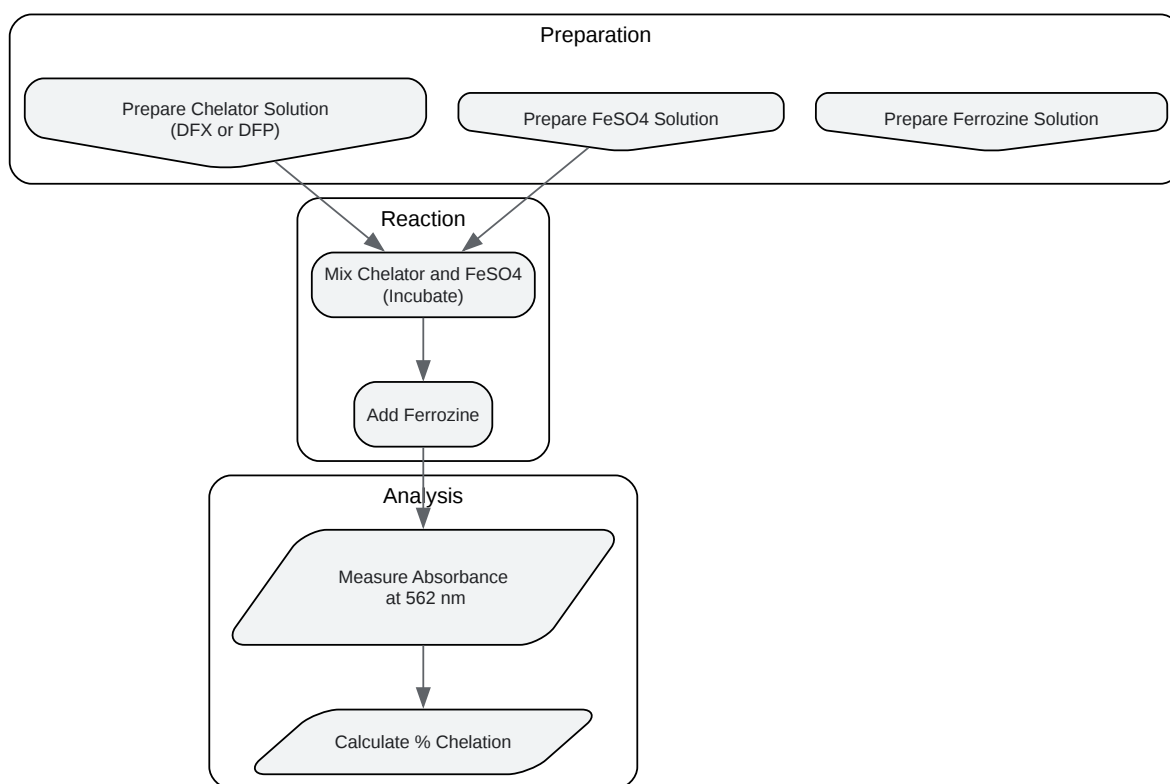 Preparation
Prepare Chelator Solution
(DFX or DFP)
Prepare FeSO4 Solution
Prepare Ferrozine Solution
Reaction
Mix Chelator and FeSO4
(Incubate)
Add Ferrozine
Analysis
Measure Absorbance
at 562 nm
Calculate % Chelation